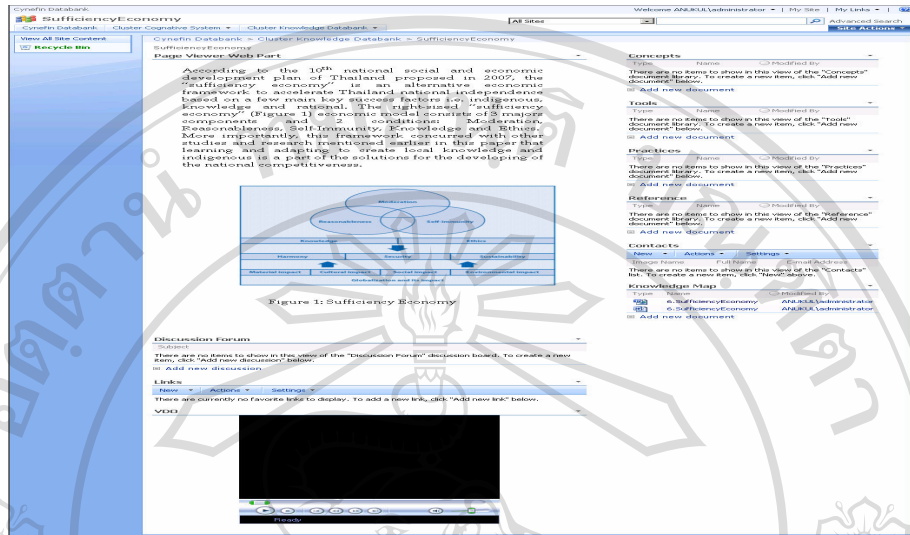 Cynefin Databank
Welcome ANUKUL\administrator | My Site | My Links
SufficiencyEconomy
All Sites
Advanced Search
Cynefin Databank Cluster Cognitive System Cluster Knowledge Databank
Site Actions
View All Site Content
Recycle Bin
Cynefin Databank > Cluster Knowledge Databank > SufficiencyEconomy
SufficiencyEconomy
Page Viewer Web Part
According to the 10th national social and economic
development plan of Thailand proposed in 2007, the
"sufficiency economy" is an alternative economic
framework to accelerate Thailand national independence
based on a few main key success factors i.e. indigenous,
knowledge and rational. The right-sized "sufficiency
economy" (Figure 1) economic model consists of 3 majors
components and 2 conditions: Moderation,
Reasonableness, Self-Immunity, Knowledge and Ethics.
More importantly, this framework concurred with other
studies and research mentioned earlier in this paper that
learning and adapting to create local knowledge and
indigenous is a part of the solutions for the developing of
the national competitiveness.
Moderation
Reasonableness Self-Immunity
Knowledge Ethics
Harmony Security Sustainability
Material Impact Cultural Impact Social Impact Environmental Impact
Globalization and its Impact
Figure 1: Sufficiency Economy
Discussion Forum
Subject
There are no items to show in this view of the "Discussion Forum" discussion board. To create a new
item, click "Add new discussion" below.
Add new discussion
Links
New Actions Settings
There are currently no favorite links to display. To add a new link, click "Add new link" below.
VDO
Ready
Concepts
Type Name Modified By
There are no items to show in this view of the "Concepts"
document library. To create a new item, click "Add new
document" below.
Add new document
Tools
Type Name Modified By
There are no items to show in this view of the "Tools"
document library. To create a new item, click "Add new
document" below.
Add new document
Practices
Type Name Modified By
There are no items to show in this view of the "Practices"
document library. To create a new item, click "Add new
document" below.
Add new document
Reference
Type Name Modified By
There are no items to show in this view of the "Reference"
document library. To create a new item, click "Add new
document" below.
Add new document
Contacts
New Actions Settings
Image Name Full Name E-mail Address
There are no items to show in this view of the "Contacts"
list. To create a new item, click "New" above.
Knowledge Map
Type Name Modified By
6.SufficiencyEconomy ANUKUL\administrator
6.SufficiencyEconomy ANUKUL\administrator
Add new document